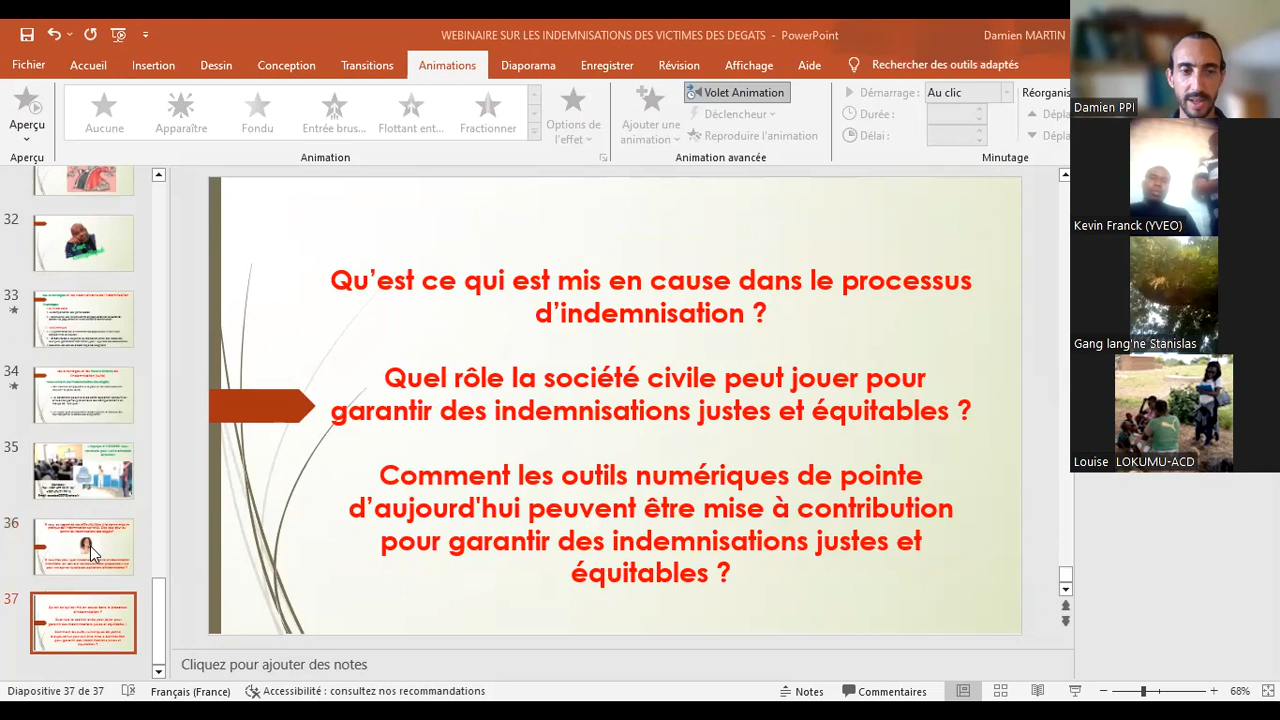 WEBINAIRE SUR LES INDEMNISATIONS DES VICTIMES DES DEGATS - PowerPoint
Damien MARTIN
Fichier Accueil Insertion Dessin Conception Transitions Animations Diaporama Enregistrer Révision Affichage Aide Rechercher des outils adaptés
Aperçu
Aucune Apparaître Fondu Entrée brus... Flottant ent... Fractionner
Options de l'effet
Ajouter une animation
Volet Animation
Déclencheur
Reproduire l'animation
Démarrage : Au clic
Durée :
Délai :
Réorganis
Dépla
Dépla
Aperçu Animation Animation avancée Minutage
Damien PPI
Kevin Franck (YVEO)
Gang lang'ne Stanislas
Louise LOKUMU-ACD
32
33
34
35
36
37
Qu'est ce qui est mis en cause dans le processus
d'indemnisation ?
Quel rôle la société civile peut jouer pour
garantir des indemnisations justes et équitables ?
Comment les outils numériques de pointe
d'aujourd'hui peuvent être mise à contribution
pour garantir des indemnisations justes et
équitables ?
Cliquez pour ajouter des notes
Diapositive 37 de 37 Français (France) Accessibilité : consultez nos recommandations Notes Commentaires 68%